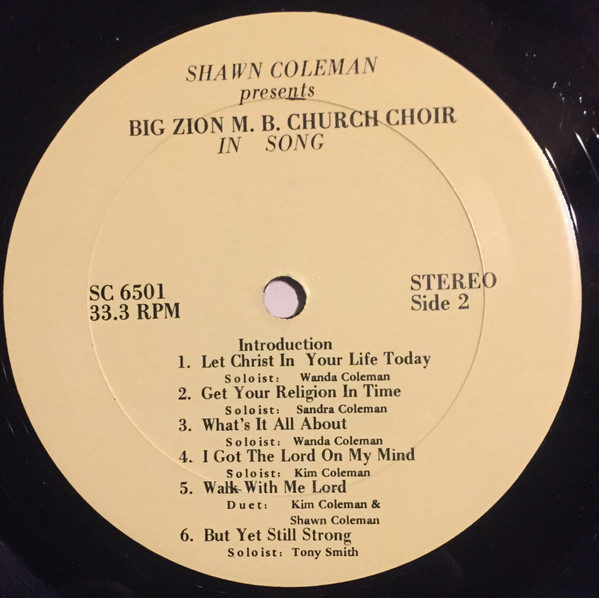 SHAWN COLEMAN
presents
BIG ZION M. B. CHURCH CHOIR
IN SONG
SC 6501
33.3 RPM
STEREO
Side 2
Introduction
1. Let Christ In Your Life Today
Soloist: Wanda Coleman
2. Get Your Religion In Time
Soloist: Sandra Coleman
3. What's It All About
Soloist: Wanda Coleman
4. I Got The Lord On My Mind
Soloist: Kim Coleman
5. Walk With Me Lord
Duet: Kim Coleman &
Shawn Coleman
6. But Yet Still Strong
Soloist: Tony Smith